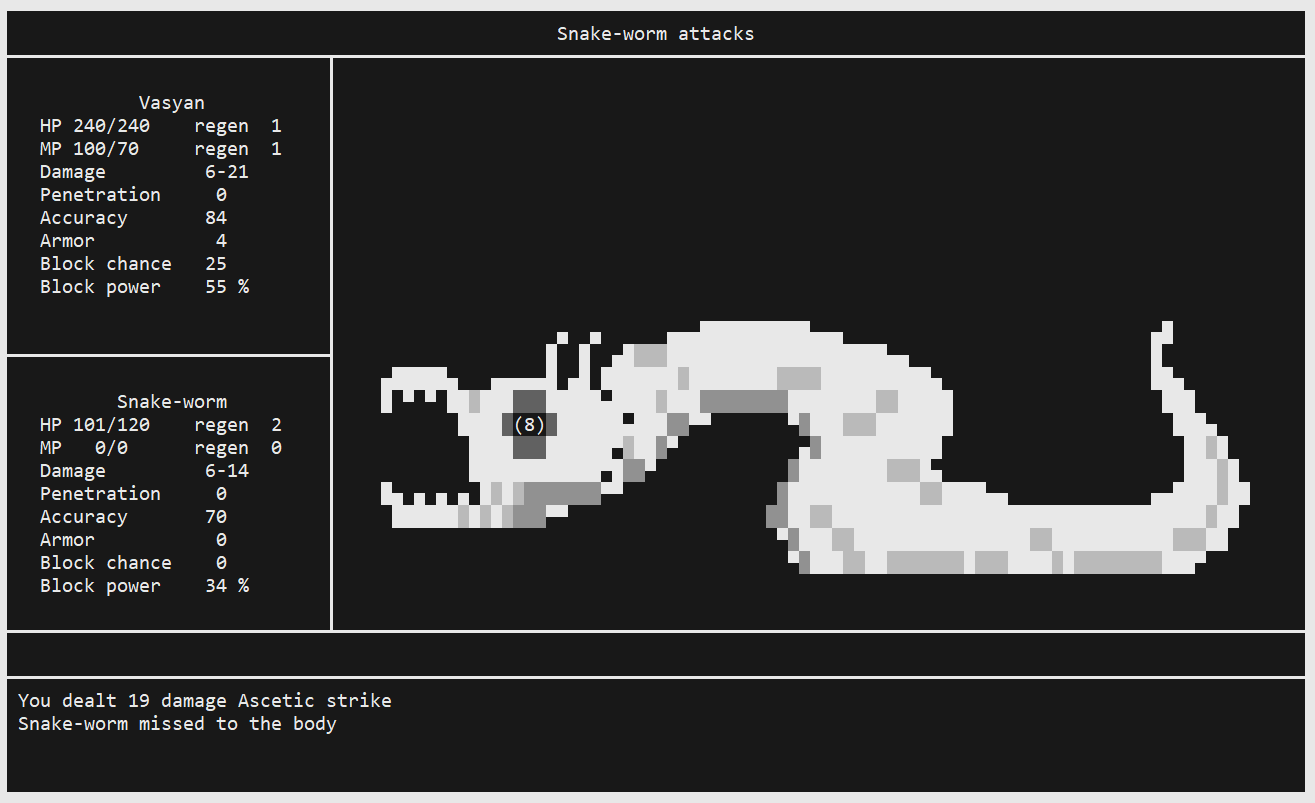 Snake-worm attacks
Vasyan
HP 240/240 regen 1
MP 100/70 regen 1
Damage 6-21
Penetration 0
Accuracy 84
Armor 4
Block chance 25
Block power 55 %
Snake-worm
HP 101/120 regen 2
MP 0/0 regen 0
Damage 6-14
Penetration 0
Accuracy 70
Armor 0
Block chance 0
Block power 34 %
(8)
You dealt 19 damage Ascetic strike
Snake-worm missed to the body